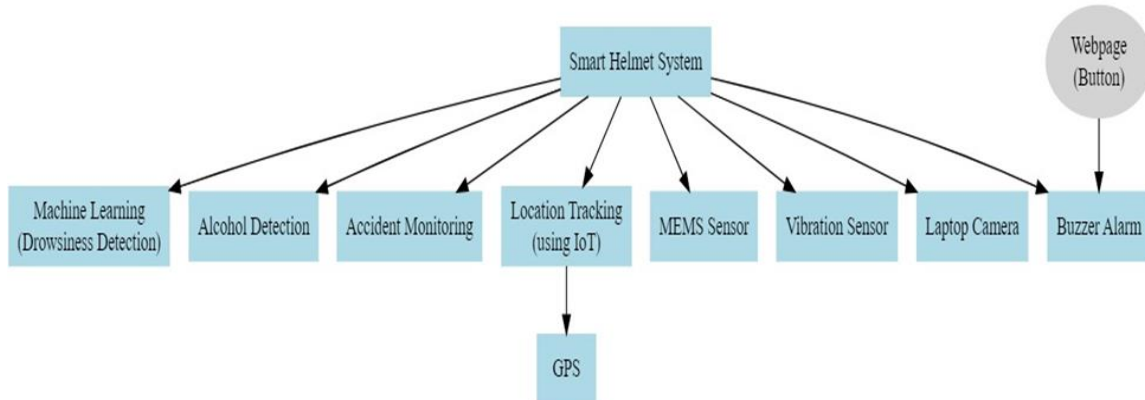 Smart Helmet System
Webpage
(Button)
Machine Learning
(Drowsiness Detection)
Alcohol Detection
Accident Monitoring
Location Tracking
(using IoT)
MEMS Sensor
Vibration Sensor
Laptop Camera
Buzzer Alarm
GPS